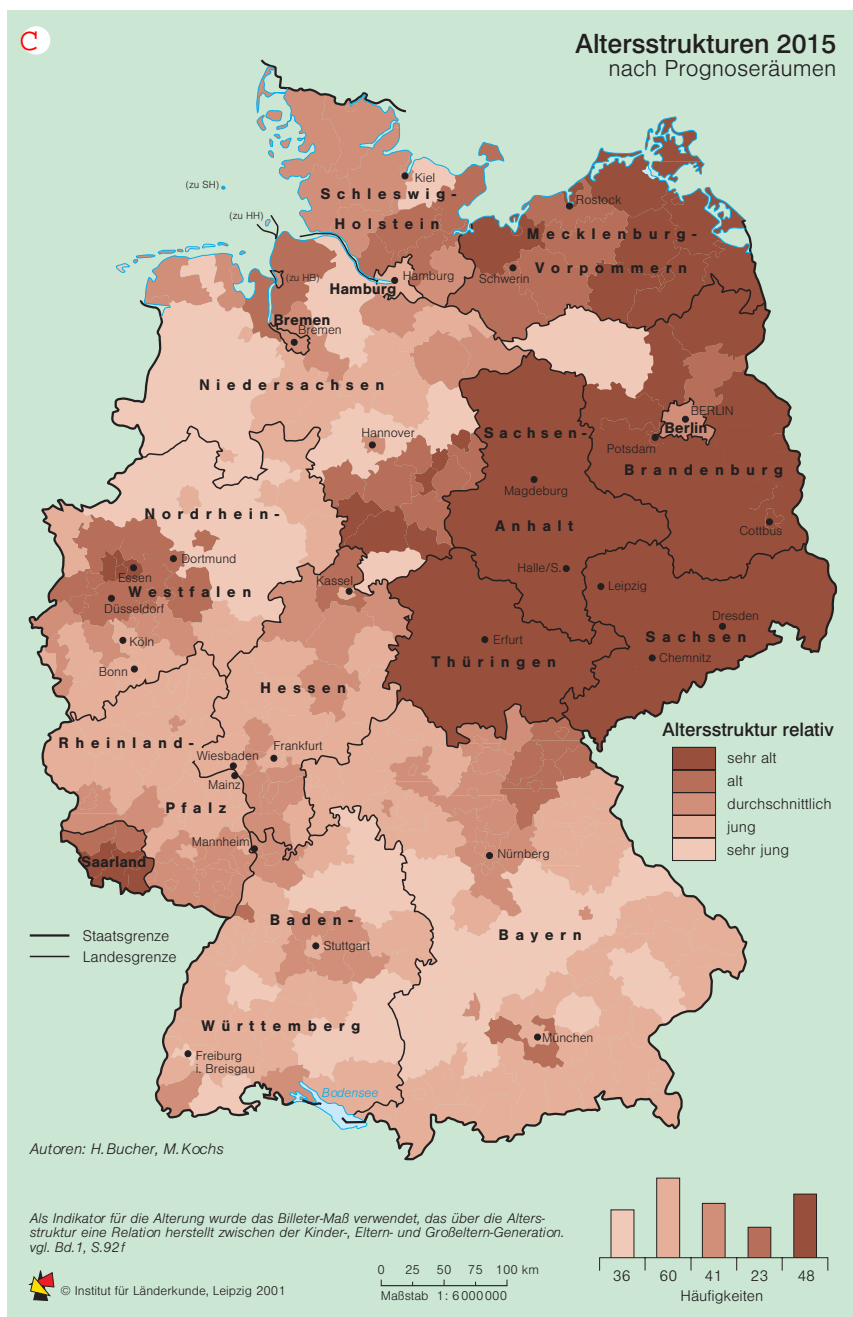 C
Altersstrukturen 2015
nach Prognoseräumen
Kiel
(zu SH)
Schleswig-
Rostock
(zu HH)
Holstein
Mecklenburg-
Schwerin
Vorpommern
(zu HB)
Hamburg
Hamburg
Bremen
Bremen
Niedersachsen
BERLIN
Berlin
Hannover
Sachsen-
Potsdam
Brandenburg
Magdeburg
Nordrhein-
Anhalt
Cottbus
Dortmund
Essen
Halle/S.
Kassel
Leipzig
Westfalen
Düsseldorf
Dresden
Sachsen
Köln
Erfurt
Chemnitz
Thüringen
Bonn
Hessen
Rheinland-
Wiesbaden
Frankfurt
Mainz
Pfalz
Mannheim
Saarland
Nürnberg
Altersstruktur relativ
sehr alt
alt
durchschnittlich
jung
sehr jung
Staatsgrenze
Landesgrenze
Baden-
Stuttgart
Bayern
Württemberg
München
Freiburg
i. Breisgau
Bodensee
Autoren: H.Bucher, M.Kochs
Als Indikator für die Alterung wurde das Billeter-Maß verwendet, das über die Alters-
struktur eine Relation herstellt zwischen der Kinder-, Eltern- und Großeltern-Generation.
vgl. Bd.1, S.92f
© Institut für Länderkunde, Leipzig 2001
0 25 50 75 100 km
Maßstab 1: 6000000
36 60 41 23 48
Häufigkeiten